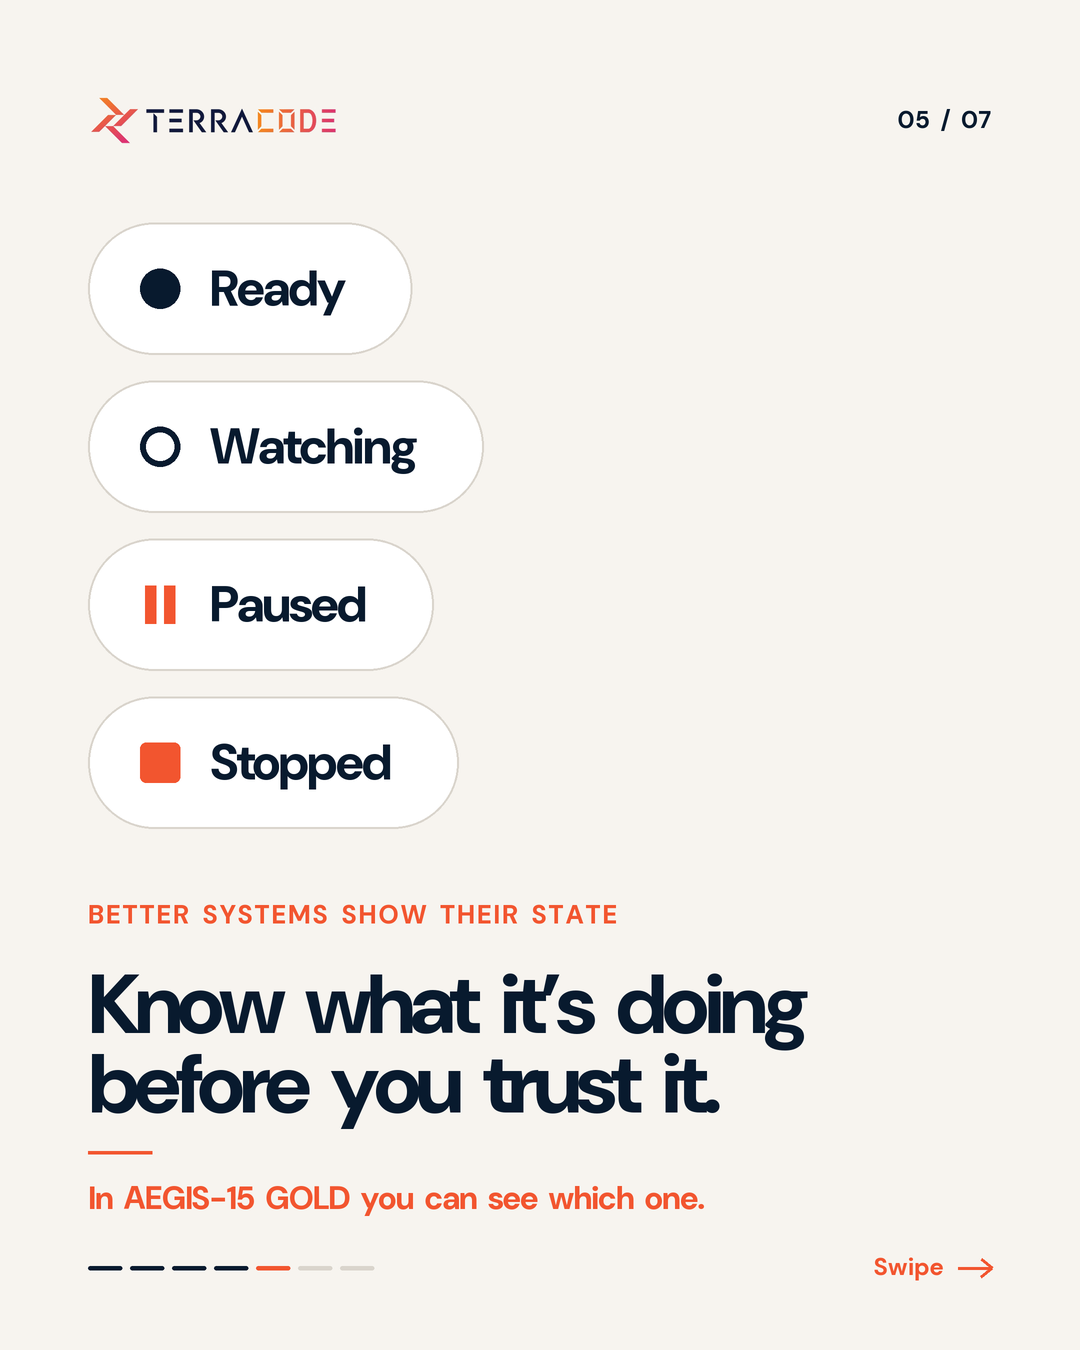 TERRACODE
05 / 07
Ready
Watching
Paused
Stopped
BETTER SYSTEMS SHOW THEIR STATE
Know what it’s doing
before you trust it.
In AEGIS-15 GOLD you can see which one.
Swipe